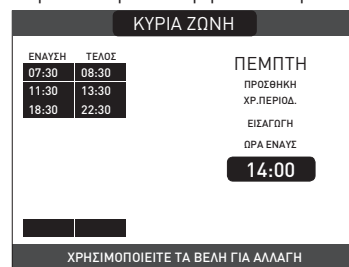 ΚΥΡΙΑ ΖΩΝΗ
ΕΝΑΥΣΗ ΤΕΛΟΣ
07:30 08:30
11:30 13:30
18:30 22:30
ΠΕΜΠΤΗ
ΠΡΟΣΘΗΚΗ
ΧΡ.ΠΕΡΙΟΔ.
ΕΙΣΑΓΩΓΗ
ΩΡΑ ΕΝΑΥΣ
14:00
ΧΡΗΣΙΜΟΠΟΙΕΙΤΕ ΤΑ ΒΕΛΗ ΓΙΑ ΑΛΛΑΓΗ